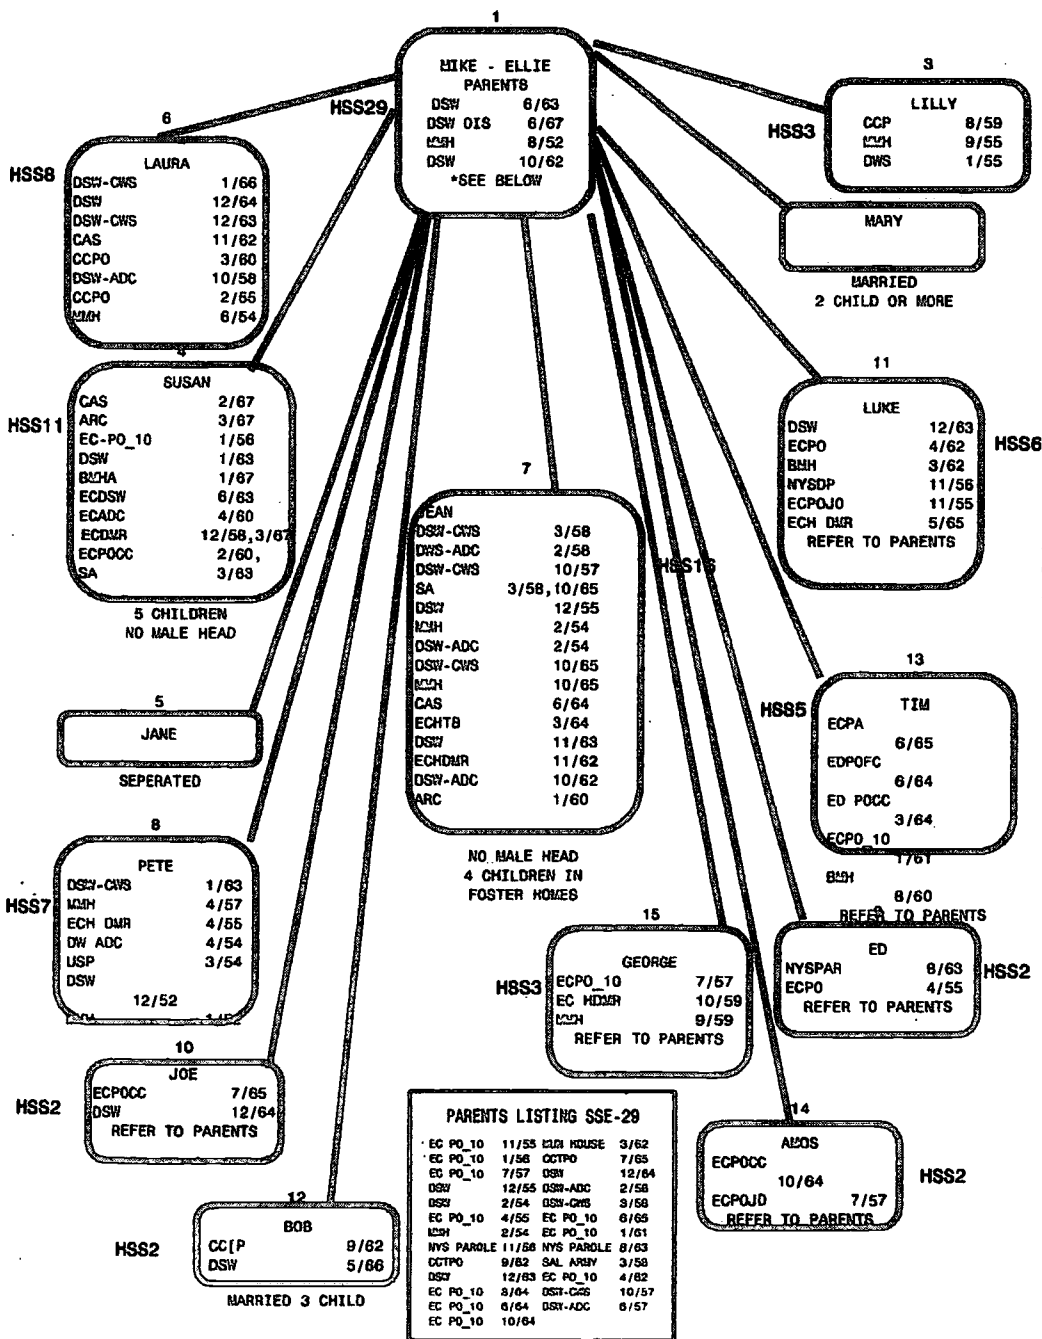 1
MIKE - ELLIE
PARENTS
DSW 6/63
DSW OIS 6/67
MMH 8/52
DSW 10/62
*SEE BELOW
HSS29
3
LILLY
CCP 8/59
MMH 9/55
DWS 1/55
HSS3
MARY
MARRIED
2 CHILD OR MORE
6
LAURA
DSW-CWS 1/66
DSW 12/64
DSW-CWS 12/63
CAS 11/62
CCPO 3/60
DSW-ADC 10/58
CCPO 2/55
MMH 6/54
HSS8
4
SUSAN
CAS 2/67
ARC 3/67
EC-PO_10 1/56
DSW 1/63
BMHA 1/67
ECDSW 6/63
ECADC 4/60
ECDMR 12/58,3/67
ECPOCC 2/60,
SA 3/63
HSS11
5 CHILDREN
NO MALE HEAD
11
LUKE
DSW 12/63
ECPO 4/62
BMH 3/62
NYSDP 11/56
ECPOJO 11/55
ECH DMR 5/65
REFER TO PARENTS
HSS6
7
JEAN
DSW-CWS 3/58
DWS-ADC 2/58
DSW-CWS 10/57
SA 3/58,10/65
DSW 12/55
MMH 2/54
DSW-ADC 2/54
DSW-CWS 10/65
MMH 10/65
CAS 6/64
ECHTB 3/64
DSW 11/63
ECHDMR 11/62
DSW-ADC 10/62
ARC 1/60
HSS16
NO MALE HEAD
4 CHILDREN IN
FOSTER HOMES
5
JANE
SEPERATED
13
TIM
ECPA
6/65
EDPOFC
6/64
ED POCC
3/64
ECPO_10
1/61
BMH
8/60
REFER TO PARENTS
HSS5
8
PETE
DSW-CWS 1/63
MMH 4/57
ECH DMR 4/55
DW ADC 4/54
USP 3/54
DSW
12/52
HSS7
15
GEORGE
ECPO_10 7/57
EC HDMR 10/59
MMH 9/59
REFER TO PARENTS
HSS3
9
ED
NYSPAR 8/63
ECPO 4/55
REFER TO PARENTS
HSS2
10
JOE
ECPOCC 7/65
DSW 12/64
REFER TO PARENTS
HSS2
12
BOB
CC[P 9/62
DSW 5/66
MARRIED 3 CHILD
HSS2
PARENTS LISTING SSE-29
EC PO_10 11/55 MUN HOUSE 3/62
EC PO_10 1/56 CCTPO 7/65
EC PO_10 7/57 DSW 12/64
DSW 12/55 DSW-ADC 2/58
DSW 2/54 DSW-CWS 3/58
EC PO_10 4/55 EC PO_10 6/65
MMH 2/54 EC PO_10 1/61
NYS PAROLE 11/56 NYS PAROLE 8/63
CCTPO 9/62 SAL ARMY 3/58
DSW 12/63 EC PO_10 4/62
EC PO_10 3/64 DSW-CWS 10/57
EC PO_10 6/64 DSW-ADC 6/57
EC PO_10 10/64
14
AMOS
ECPOCC
10/64
ECPOJD 7/57
REFER TO PARENTS
HSS2